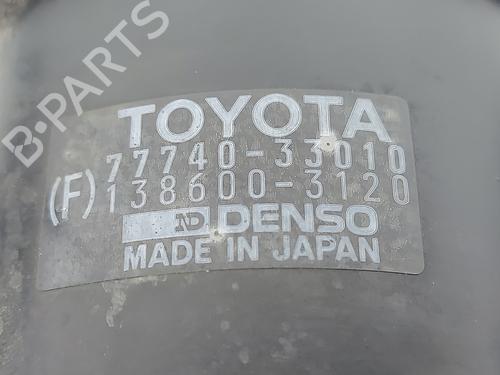 B-PARTS
TOYOTA
77740-33010
(F) 138600-3120
ND DENSO
MADE IN JAPAN